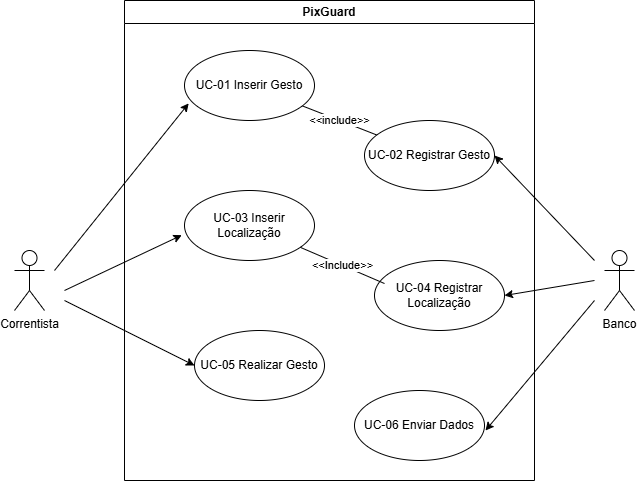 PixGuard
UC-01 Inserir Gesto
<<include>>
UC-02 Registrar Gesto
UC-03 Inserir
Localização
<<Include>>
UC-04 Registrar
Localização
Correntista
Banco
UC-05 Realizar Gesto
UC-06 Enviar Dados